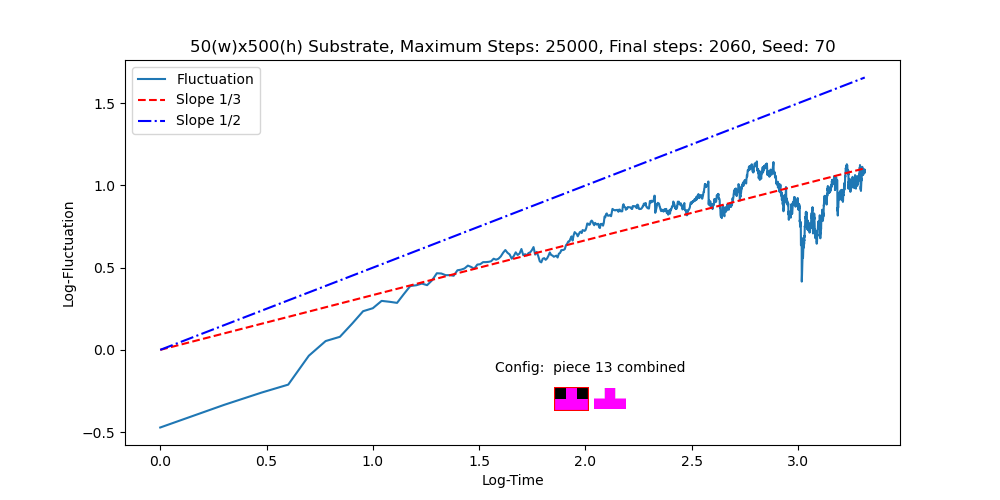 50(w)x500(h) Substrate, Maximum Steps: 25000, Final steps: 2060, Seed: 70
Fluctuation
Slope 1/3
Slope 1/2
1.5
1.0
0.5
0.0
−0.5
Log-Fluctuation
Config:  piece 13 combined
0.0 0.5 1.0 1.5 2.0 2.5 3.0
Log-Time